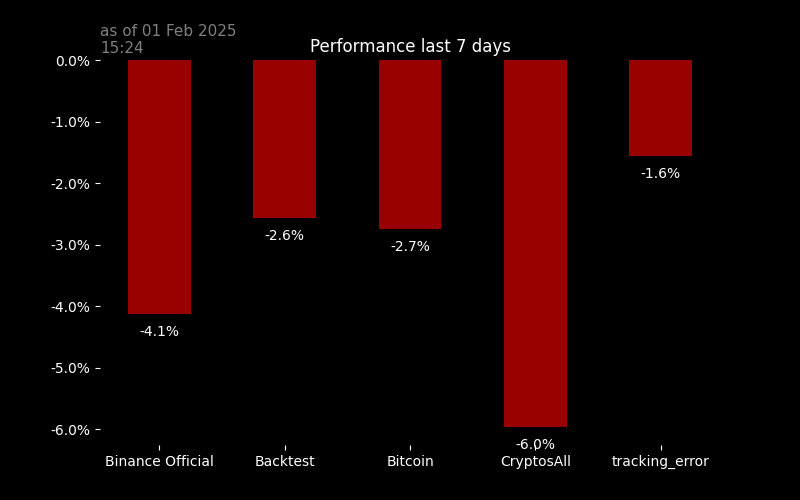 as of 01 Feb 2025
15:24
Performance last 7 days
0.0%
-1.0%
-2.0%
-3.0%
-4.0%
-5.0%
-6.0%
-4.1%
-2.6%
-2.7%
-6.0%
-1.6%
Binance Official
Backtest
Bitcoin
CryptosAll
tracking_error